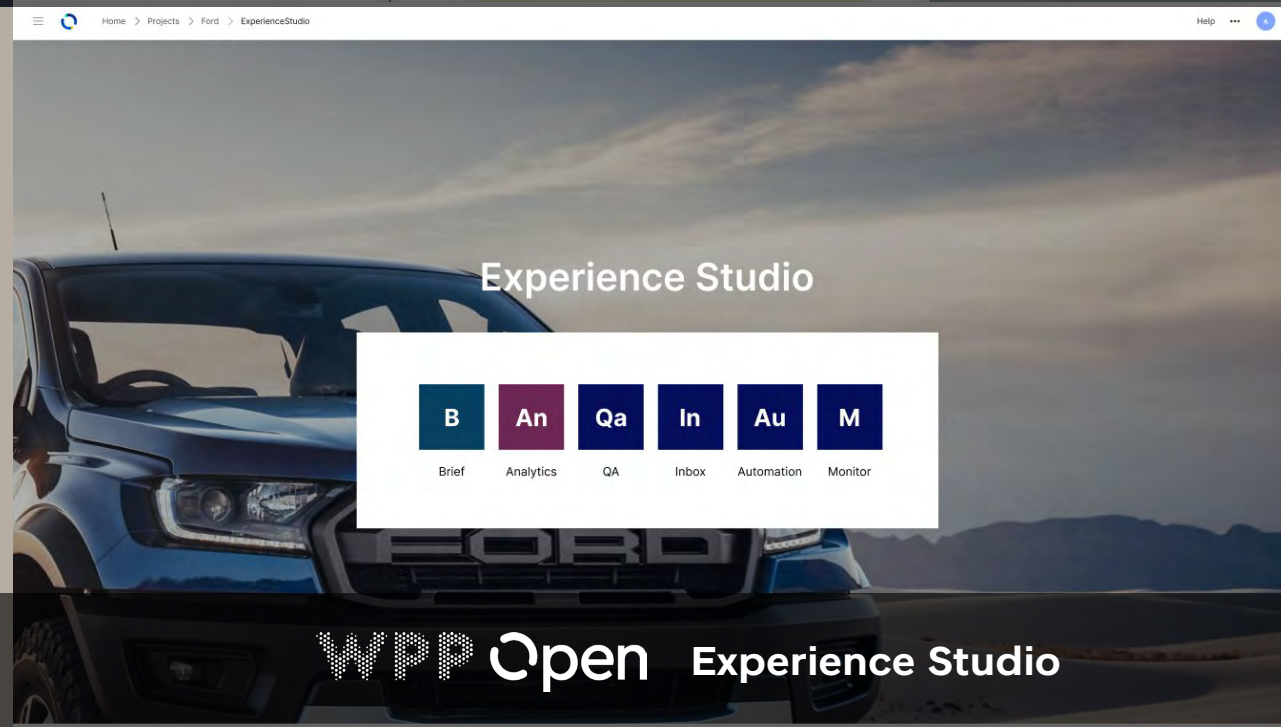 Home > Projects > Ford > ExperienceStudio
Help ••• A
Experience Studio
B An Qa In Au M
Brief Analytics QA Inbox Automation Monitor
FORD
WPP Open Experience Studio